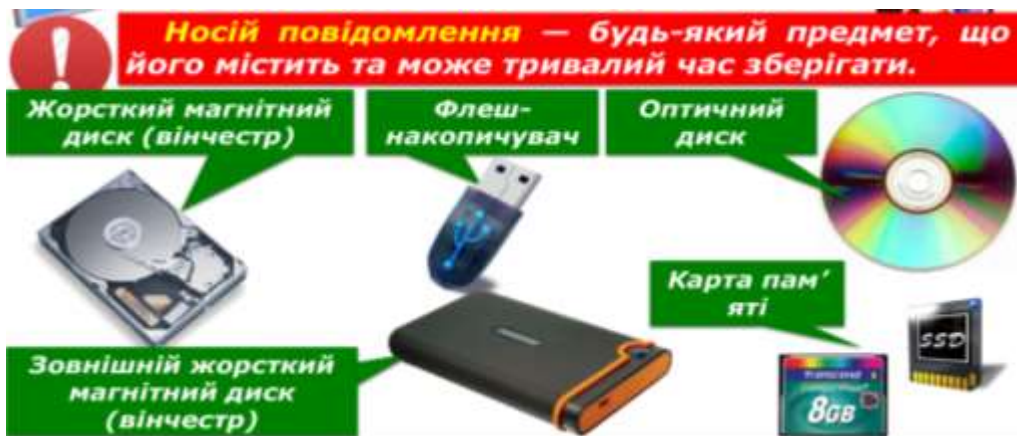 Носій повідомлення — будь-який предмет, що
його містить та може тривалий час зберігати.
Жорсткий магнітний
диск (вінчестр)
Флеш-
накопичувач
Оптичний
диск
Карта пам’
яті
SSD
Transcend
8GB
Зовнішній жорсткий
магнітний диск
(вінчестр)